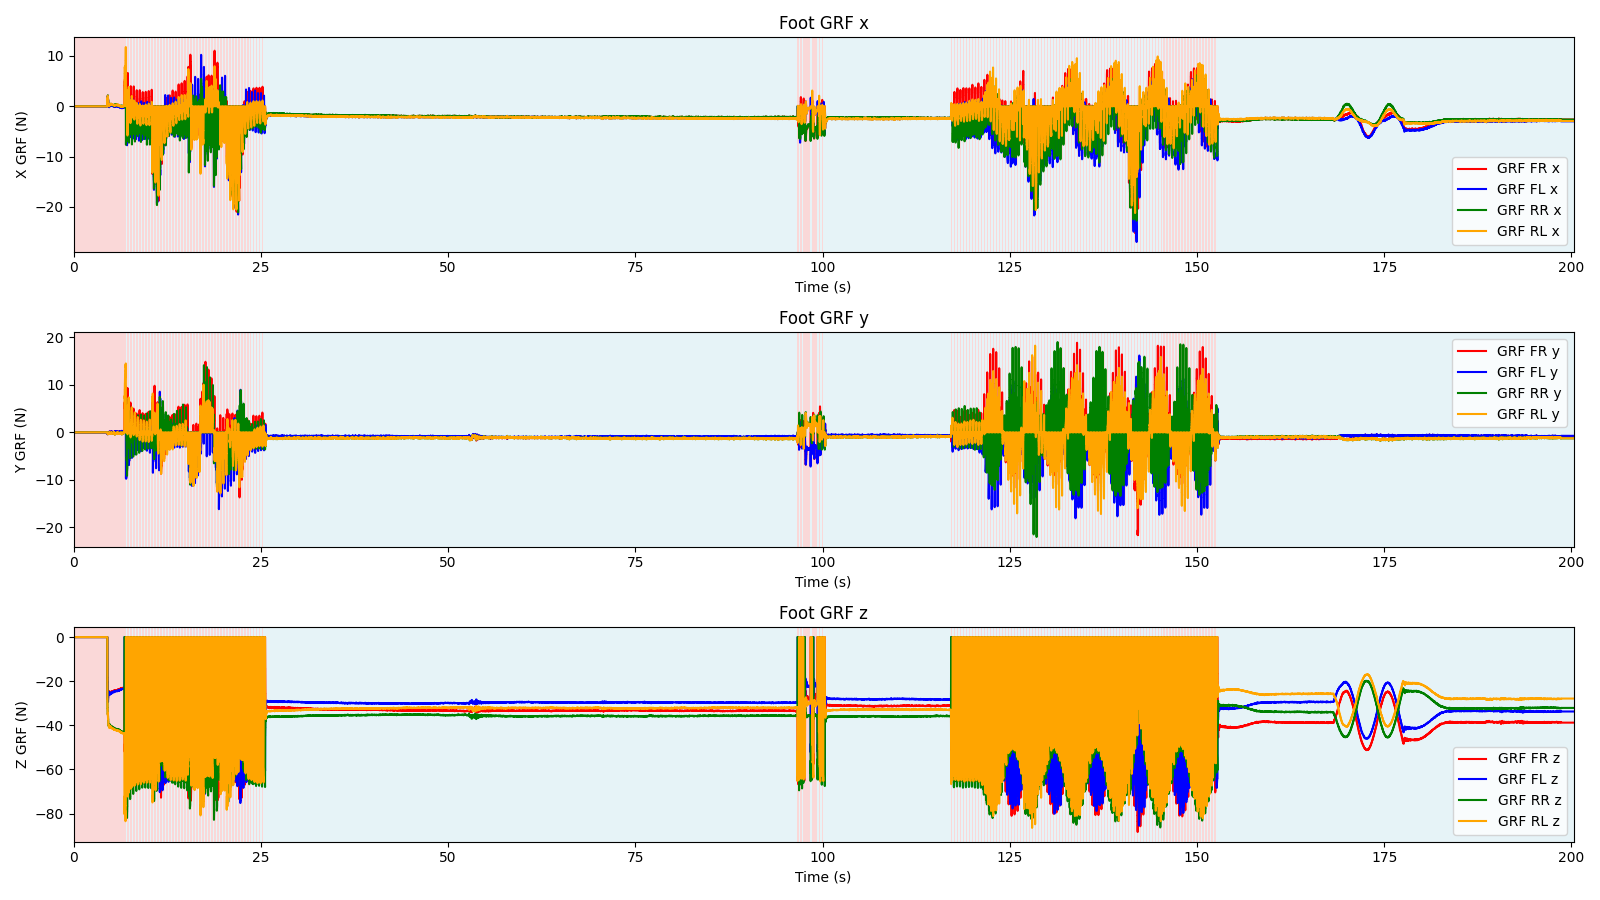 Foot GRF x
X GRF (N)
10
0
−10
−20
GRF FR x
GRF FL x
GRF RR x
GRF RL x
0 25 50 75 100 125 150 175 200
Time (s)
Foot GRF y
Y GRF (N)
20
10
0
−10
−20
GRF FR y
GRF FL y
GRF RR y
GRF RL y
0 25 50 75 100 125 150 175 200
Time (s)
Foot GRF z
Z GRF (N)
0
−20
−40
−60
−80
GRF FR z
GRF FL z
GRF RR z
GRF RL z
0 25 50 75 100 125 150 175 200
Time (s)